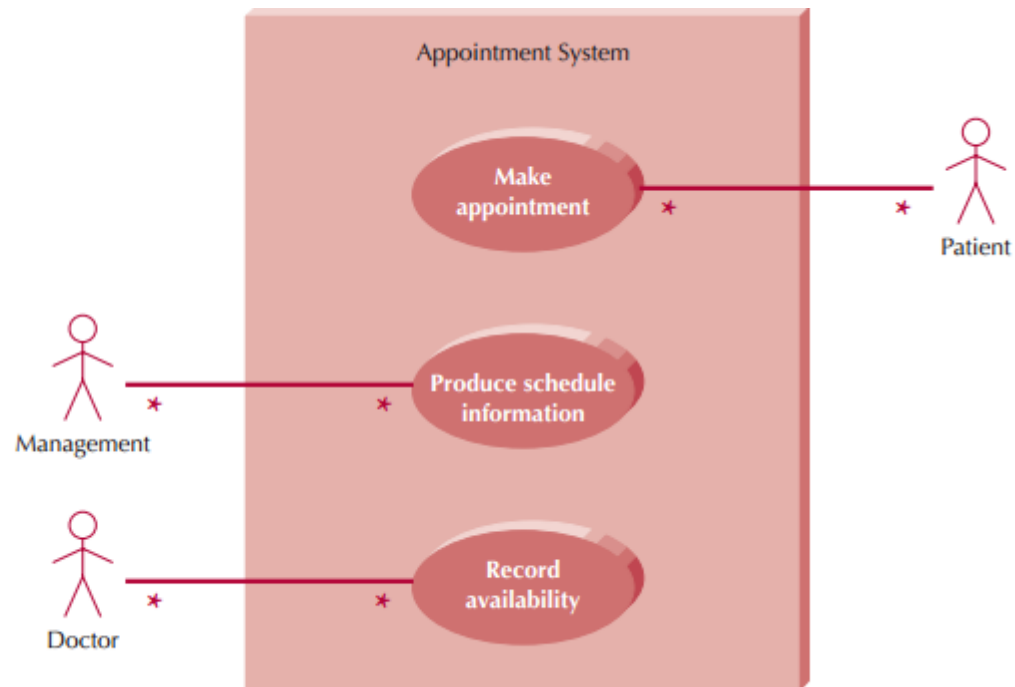 Appointment System
Make
appointment
*
*
Patient
Produce schedule
information
*
*
Management
Record
availability
*
*
Doctor